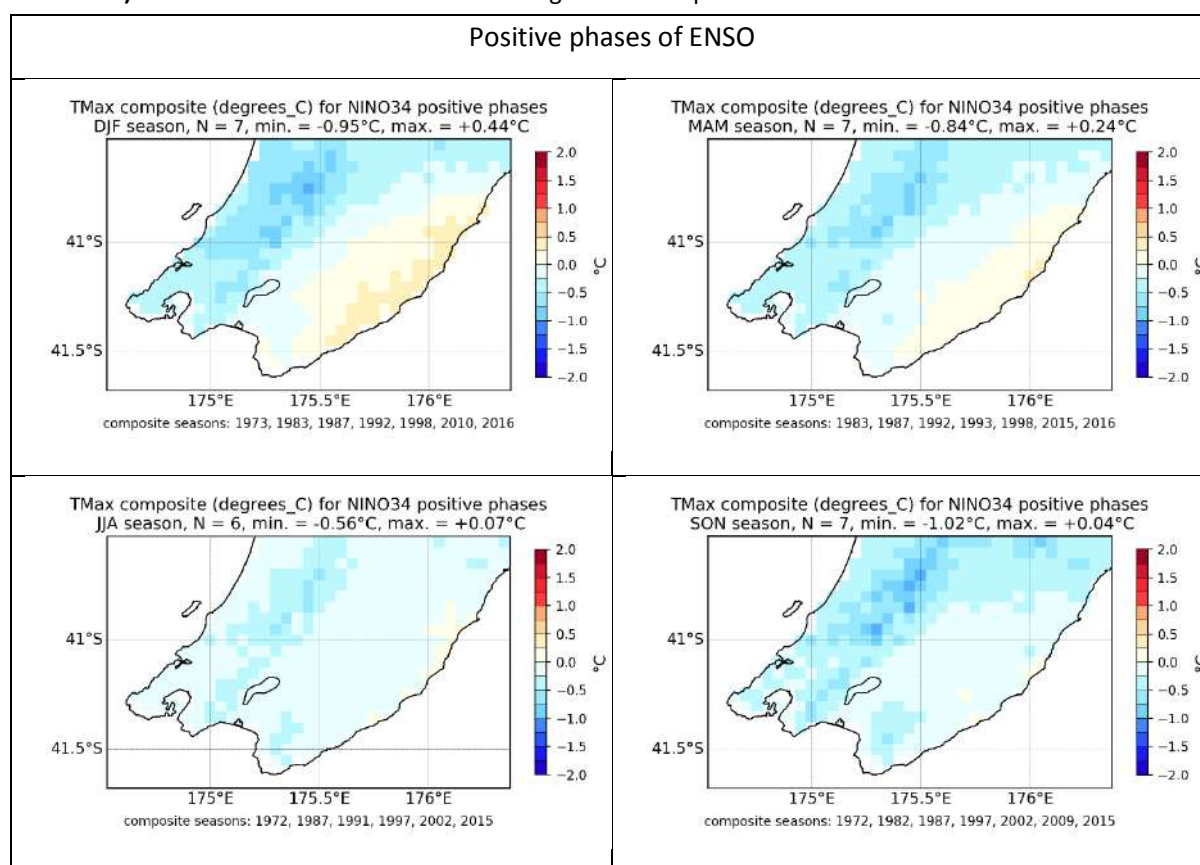 Positive phases of ENSO
TMax composite (degrees_C) for NINO34 positive phases
DJF season, N = 7, min. = -0.95°C, max. = +0.44°C
2.0
1.5
1.0
0.5
0.0
−0.5
−1.0
−1.5
−2.0
°C
41°S
41.5°S
175°E 175.5°E 176°E
composite seasons: 1973, 1983, 1987, 1992, 1998, 2010, 2016
TMax composite (degrees_C) for NINO34 positive phases
MAM season, N = 7, min. = -0.84°C, max. = +0.24°C
2.0
1.5
1.0
0.5
0.0
−0.5
−1.0
−1.5
−2.0
°C
41°S
41.5°S
175°E 175.5°E 176°E
composite seasons: 1983, 1987, 1992, 1993, 1998, 2015, 2016
TMax composite (degrees_C) for NINO34 positive phases
JJA season, N = 6, min. = -0.56°C, max. = +0.07°C
2.0
1.5
1.0
0.5
0.0
−0.5
−1.0
−1.5
−2.0
°C
41°S
41.5°S
175°E 175.5°E 176°E
composite seasons: 1972, 1987, 1991, 1997, 2002, 2015
TMax composite (degrees_C) for NINO34 positive phases
SON season, N = 7, min. = -1.02°C, max. = +0.04°C
2.0
1.5
1.0
0.5
0.0
−0.5
−1.0
−1.5
−2.0
°C
41°S
41.5°S
175°E 175.5°E 176°E
composite seasons: 1972, 1982, 1987, 1997, 2002, 2009, 2015